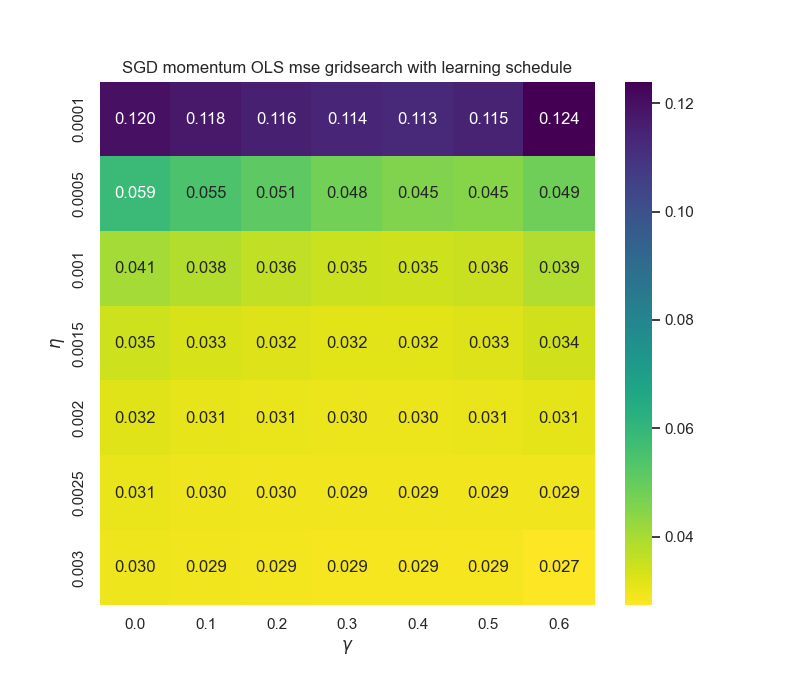 SGD momentum OLS mse gridsearch with learning schedule
0.0001 0.120 0.118 0.116 0.114 0.113 0.115 0.124
0.0005 0.059 0.055 0.051 0.048 0.045 0.045 0.049
0.001 0.041 0.038 0.036 0.035 0.035 0.036 0.039
0.0015 0.035 0.033 0.032 0.032 0.032 0.033 0.034
0.002 0.032 0.031 0.031 0.030 0.030 0.031 0.031
0.0025 0.031 0.030 0.030 0.029 0.029 0.029 0.029
0.003 0.030 0.029 0.029 0.029 0.029 0.029 0.027
0.0 0.1 0.2 0.3 0.4 0.5 0.6
γ
η
0.12
0.10
0.08
0.06
0.04